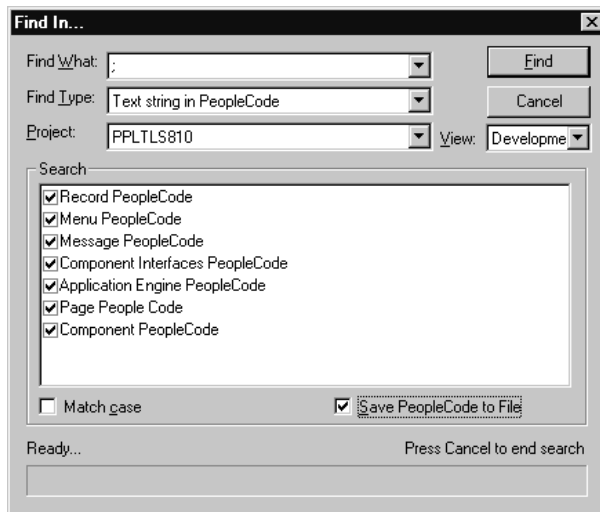 Find In...
Find What: ;
Find
Find Type: Text string in PeopleCode
Cancel
Project: PPLTLS810
View: Developme
Search
Record PeopleCode
Menu PeopleCode
Message PeopleCode
Component Interfaces PeopleCode
Application Engine PeopleCode
Page People Code
Component PeopleCode
Match case
Save PeopleCode to File
Ready...
Press Cancel to end search